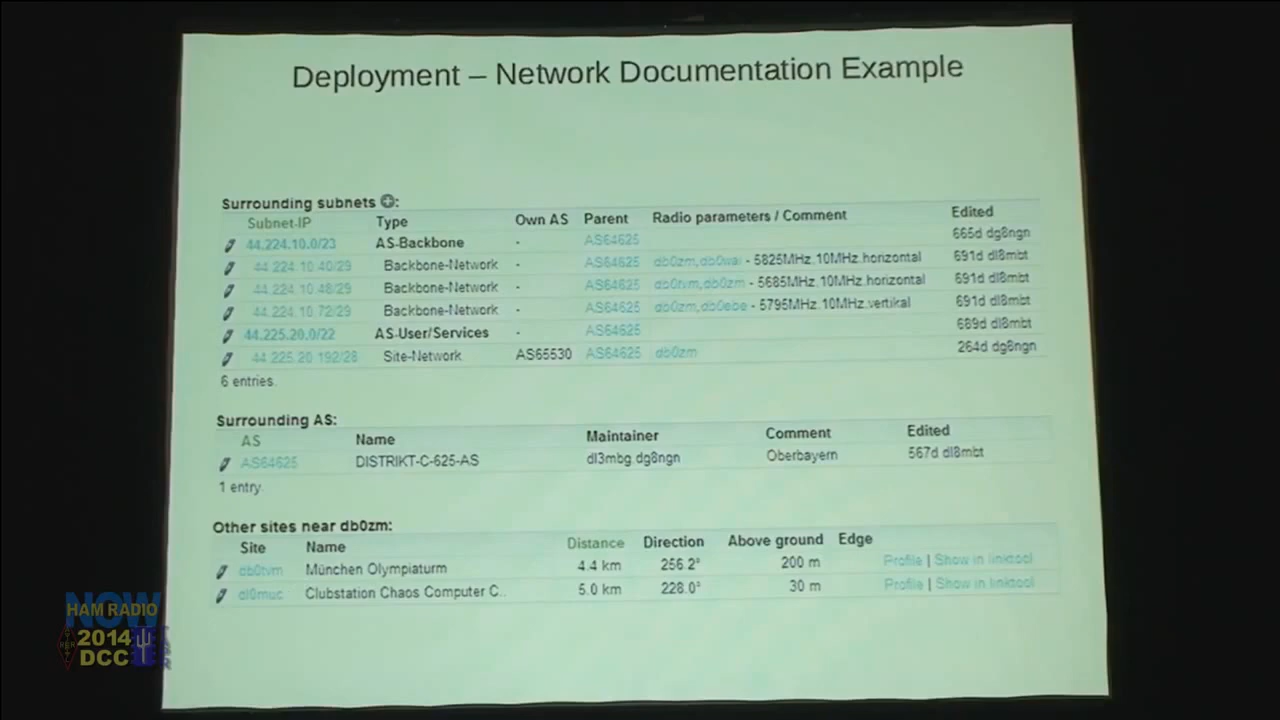 Deployment – Network Documentation Example
Surrounding subnets :
Subnet-IP Type Own AS Parent Radio parameters / Comment Edited
44.224.10.0/23 AS-Backbone - AS64625 665d dg8ngn
44.224.10.40/29 Backbone-Network - AS64625 db0zm,db0wai - 5825MHz,10MHz,horizontal 691d dl8mbt
44.224.10.48/29 Backbone-Network - AS64625 db0tvm,db0zm - 5685MHz,10MHz,horizontal 691d dl8mbt
44.224.10.72/29 Backbone-Network - AS64625 db0zm,db0ebe - 5795MHz,10MHz,vertikal 691d dl8mbt
44.225.20.0/22 AS-User/Services - AS64625 689d dl8mbt
44.225.20.192/28 Site-Network AS65530 AS64625 db0zm 264d dg8ngn
6 entries.
Surrounding AS:
AS Name Maintainer Comment Edited
AS64625 DISTRIKT-C-625-AS dl3mbg,dg8ngn Oberbayern 567d dl8mbt
1 entry.
Other sites near db0zm:
Site Name Distance Direction Above ground Edge
db0tvm München Olympiaturm 4.4 km 256.2° 200 m Profile | Show in linktool
dl0muc Clubstation Chaos Computer C.. 5.0 km 228.0° 30 m Profile | Show in linktool
HAM RADIO
NOW
2014
DCC